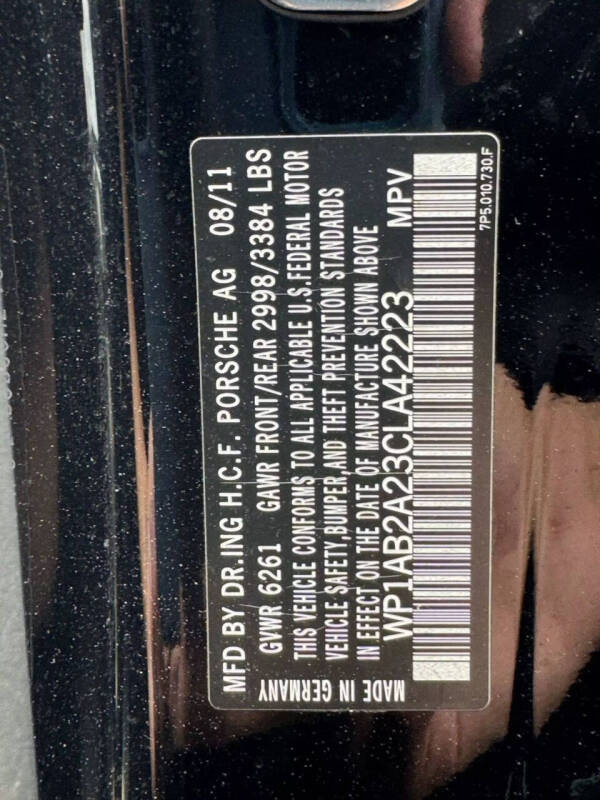 MFD BY DR.ING H.C.F. PORSCHE AG 08/11
GVWR 6261 GAWR FRONT/REAR 2998/3384 LBS
THIS VEHICLE CONFORMS TO ALL APPLICABLE U.S.FEDERAL MOTOR
VEHICLE SAFETY,BUMPER,AND THEFT PREVENTION STANDARDS
IN EFFECT ON THE DATE OF MANUFACTURE SHOWN ABOVE
WP1AB2A23CLA42223 MPV
7P5.010.730.F
MADE IN GERMANY